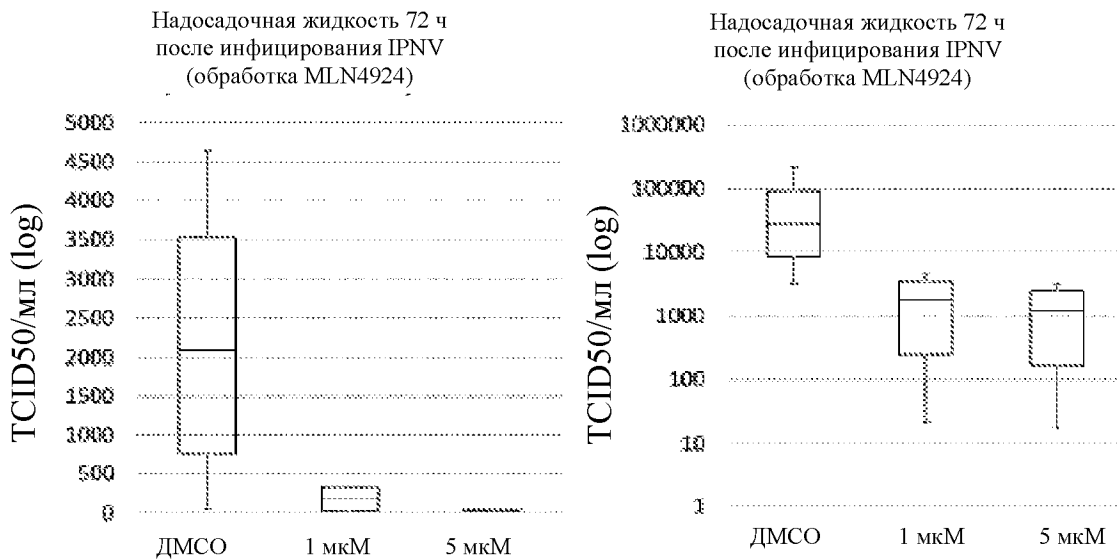 Надосадочная жидкость 72 ч
после инфицирования IPNV
(обработка MLN4924)
TCID50/мл (log)
5000
4500
4000
3500
3000
2500
2000
1500
1000
500
0
ДМСО 1 мкМ 5 мкМ
Надосадочная жидкость 72 ч
после инфицирования IPNV
(обработка MLN4924)
TCID50/мл (log)
1000000
100000
10000
1000
100
10
1
ДМСО 1 мкМ 5 мкМ